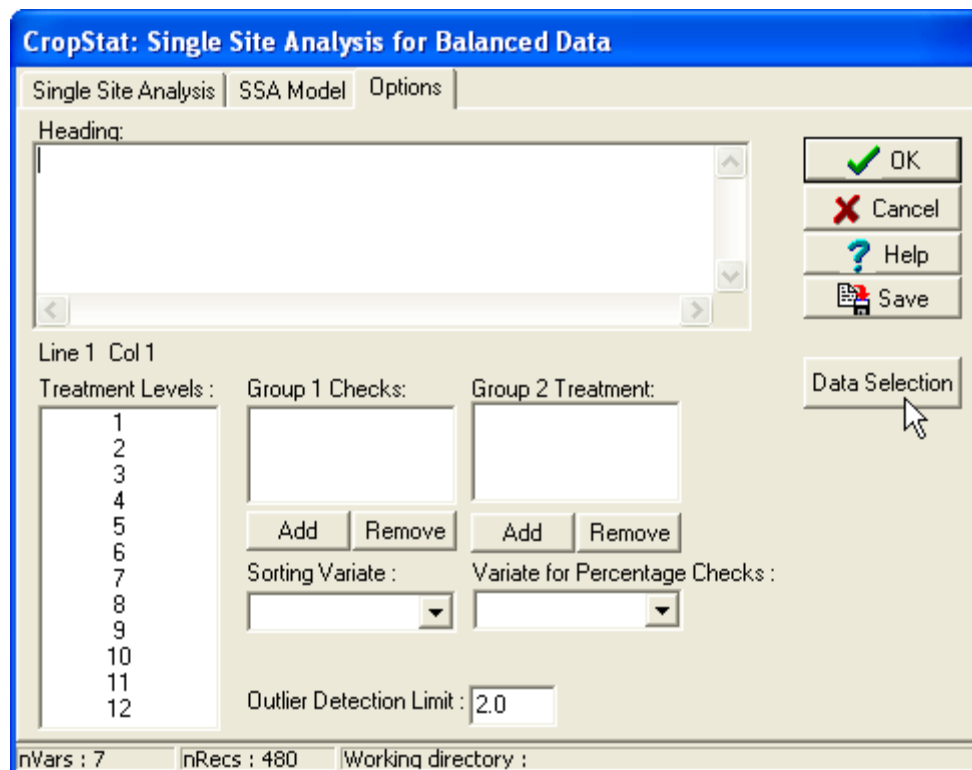 CropStat: Single Site Analysis for Balanced Data
Single Site Analysis SSA Model Options
Heading:
OK
Cancel
Help
Save
Line 1 Col 1
Data Selection
Treatment Levels :
1
2
3
4
5
6
7
8
9
10
11
12
Group 1 Checks:
Group 2 Treatment:
Add Remove
Add Remove
Sorting Variate :
Variate for Percentage Checks :
Outlier Detection Limit : 2.0
nVars : 7 nRecs : 480 Working directory :